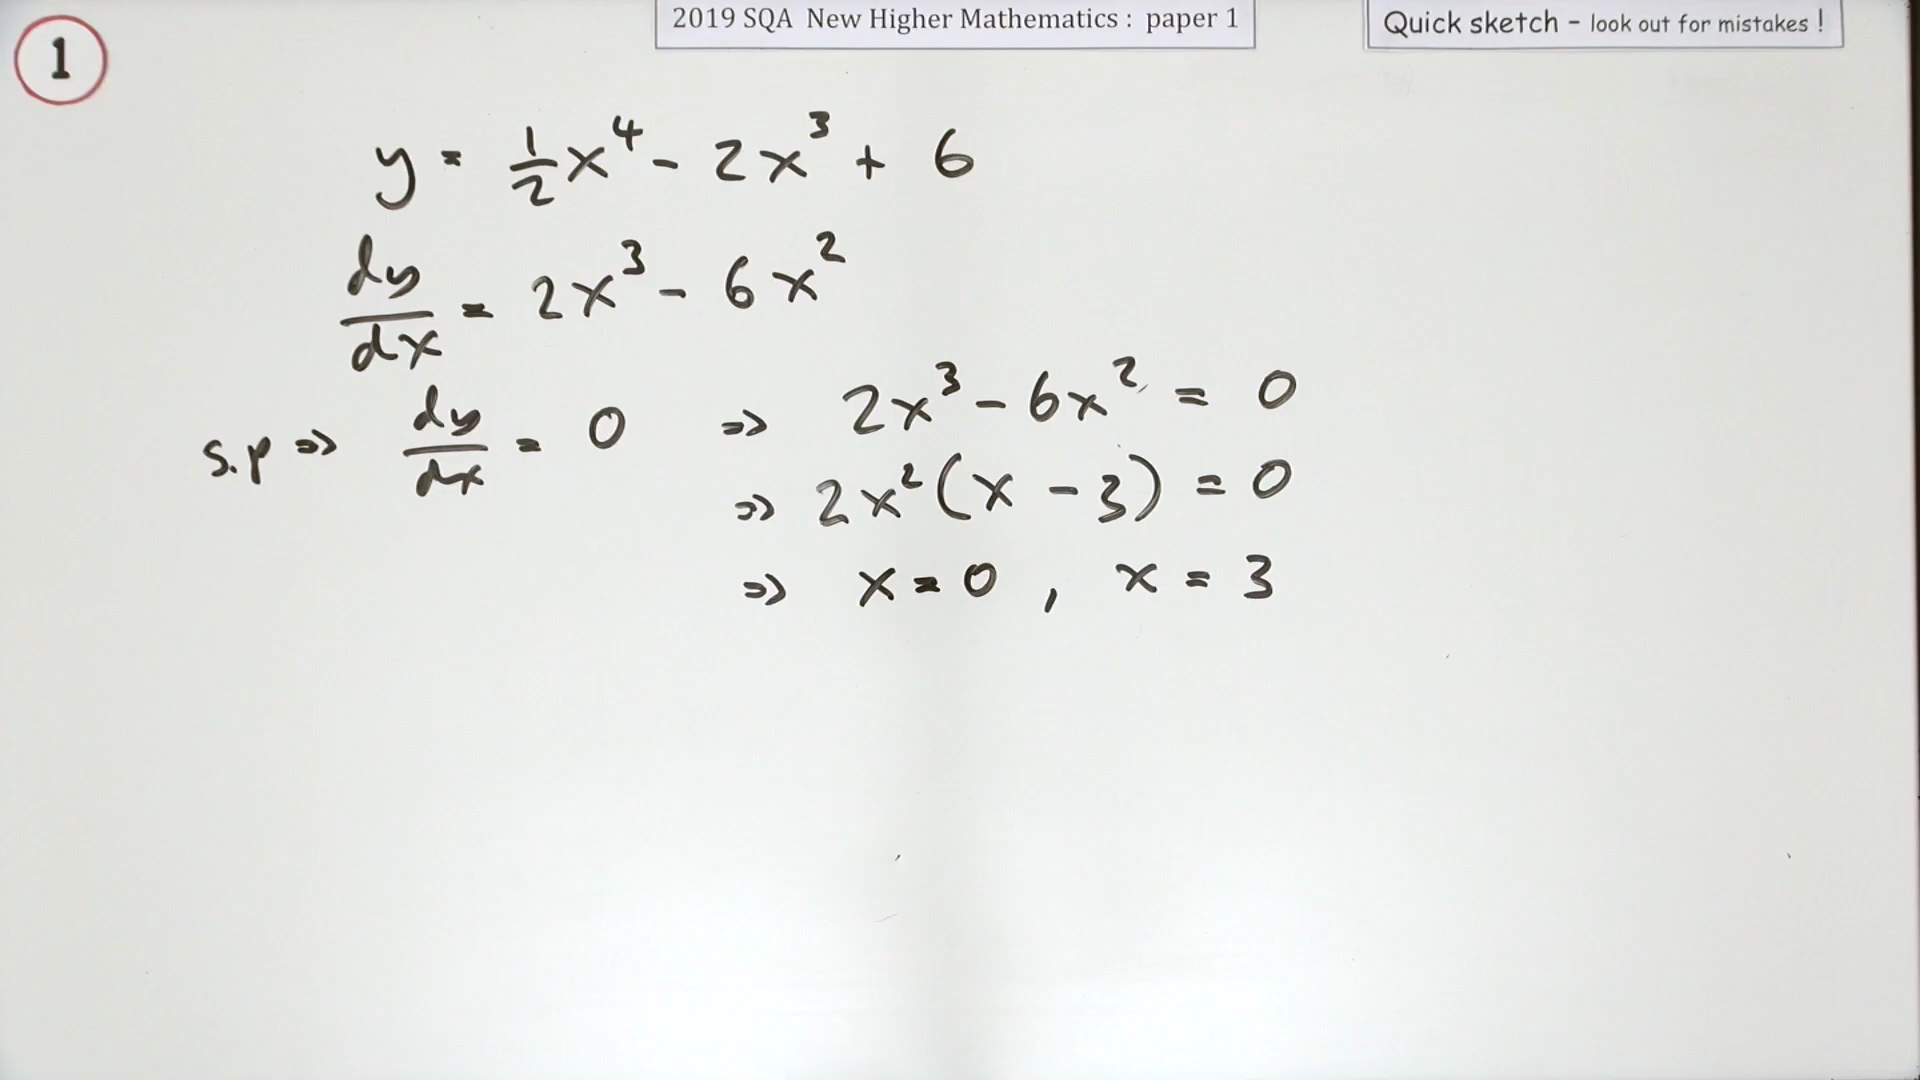 1
2019 SQA New Higher Mathematics : paper 1
Quick sketch - look out for mistakes !
y = ½x⁴ - 2x³ + 6
dy/dx = 2x³ - 6x²
s.p ⇒ dy/dx = 0 ⇒ 2x³ - 6x² = 0
⇒ 2x²(x - 3) = 0
⇒ x = 0 , x = 3